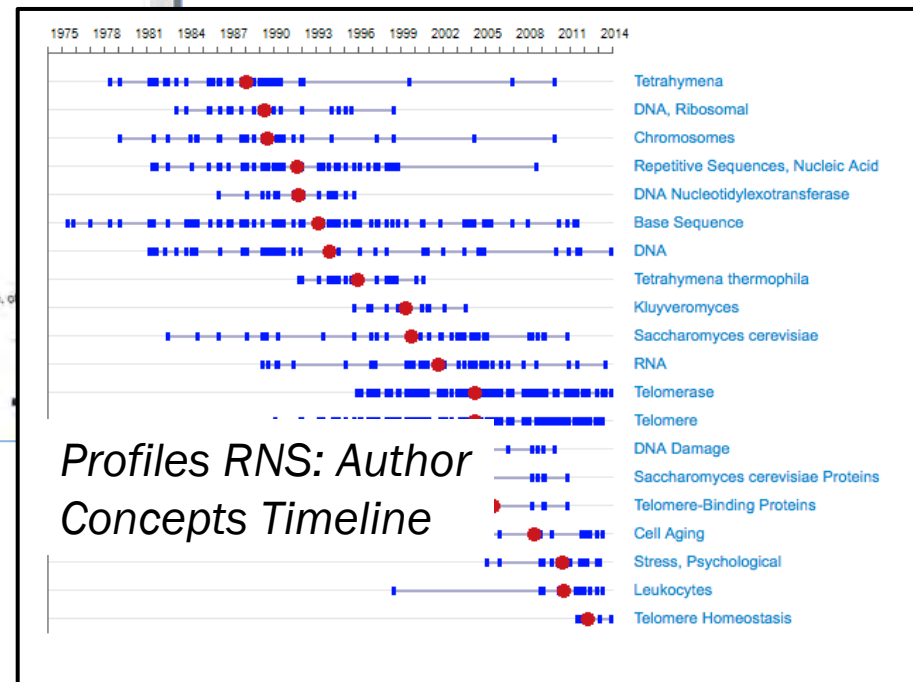 1975 1978 1981 1984 1987 1990 1993 1996 1999 2002 2005 2008 2011 2014
Tetrahymena
DNA, Ribosomal
Chromosomes
Repetitive Sequences, Nucleic Acid
DNA Nucleotidylexotransferase
Base Sequence
DNA
Tetrahymena thermophila
Kluyveromyces
Saccharomyces cerevisiae
RNA
Telomerase
Telomere
DNA Damage
Saccharomyces cerevisiae Proteins
Telomere-Binding Proteins
Cell Aging
Stress, Psychological
Leukocytes
Telomere Homeostasis
Profiles RNS: Author
Concepts Timeline